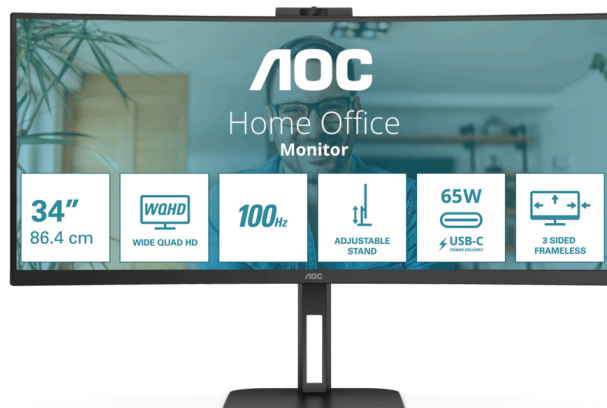 AOC
Home Office
Monitor
34"
86.4 cm
WQHD
WIDE QUAD HD
100Hz
ADJUSTABLE
STAND
65W
USB-C
POWER DELIVERY
3 SIDED
FRAMELESS
AOC